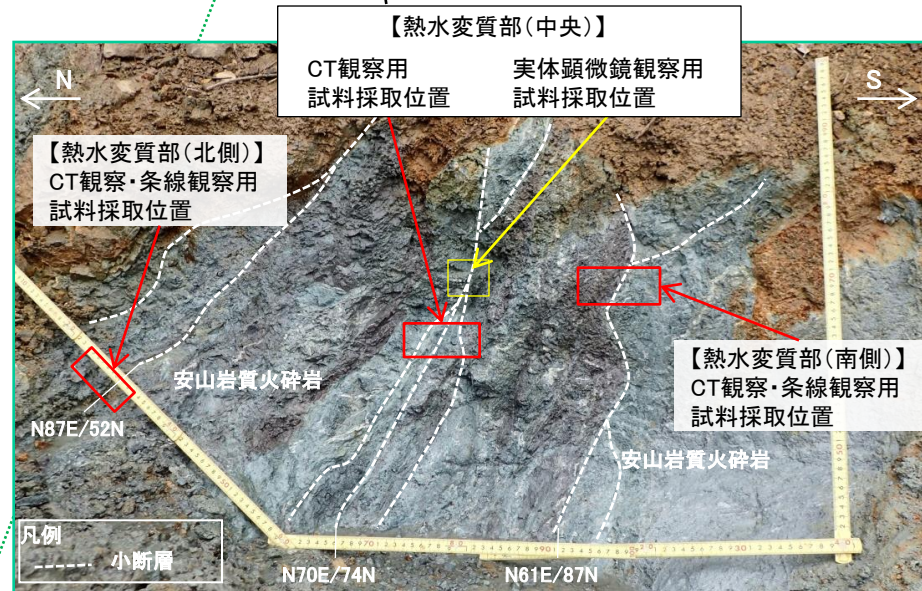 【熱水変質部(中央)】
CT観察用
試料採取位置
実体顕微鏡観察用
試料採取位置
N
S
【熱水変質部(北側)】
CT観察・条線観察用
試料採取位置
【熱水変質部(南側)】
CT観察・条線観察用
試料採取位置
安山岩質火砕岩
N87E/52N
安山岩質火砕岩
凡例
小断層
N70E/74N
N61E/87N